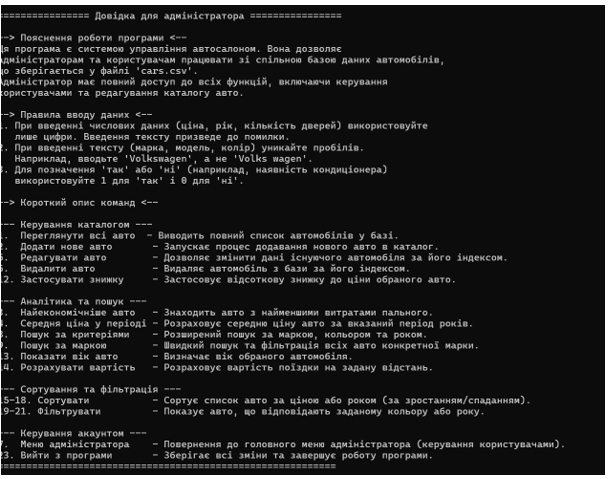 ================ Довідка для адміністратора ================
--> Пояснення роботи програми <--
Ця програма є системою управління автосалоном. Вона дозволяє
адміністраторам та користувачам працювати зі спільною базою даних автомобілів,
що зберігається у файлі 'cars.csv'.
Адміністратор має повний доступ до всіх функцій, включаючи керування
користувачами та редагування каталогу авто.
--> Правила вводу даних <--
1. При введенні числових даних (ціна, рік, кількість дверей) використовуйте
лише цифри. Введення тексту призведе до помилки.
2. При введенні тексту (марка, модель, колір) уникайте пробілів.
Наприклад, вводьте 'Volkswagen', а не 'Volks wagen'.
3. Для позначення 'так' або 'ні' (наприклад, наявність кондиціонера)
використовуйте 1 для 'так' і 0 для 'ні'.
--> Короткий опис команд <--
--- Керування каталогом ---
1. Переглянути всі авто - Виводить повний список автомобілів у базі.
2. Додати нове авто - Запускає процес додавання нового авто в каталог.
Редагувати авто - Дозволяє змінити дані існуючого автомобіля за його індексом.
Видалити авто - Видаляє автомобіль з бази за його індексом.
12. Застосувати знижку - Застосовує відсоткову знижку до ціни обраного авто.
--- Аналітика та пошук ---
3. Найекономічніше авто - Знаходить авто з найменшими витратами пального.
4. Середня ціна у періоді - Розраховує середню ціну авто за вказаний період років.
8. Пошук за критеріями - Розширений пошук за маркою, кольором та роком.
9. Пошук за маркою - Швидкий пошук та фільтрація всіх авто конкретної марки.
13. Показати вік авто - Визначає вік обраного автомобіля.
14. Розрахувати вартість - Розраховує вартість поїздки на задану відстань.
--- Сортування та фільтрація ---
15-18. Сортувати - Сортує список авто за ціною або роком (за зростанням/спаданням).
19-21. Фільтрувати - Показує авто, що відповідають заданому кольору або року.
--- Керування акаунтом ---
7. Меню адміністратора - Повернення до головного меню адміністратора (керування користувачами).
23. Вийти з програми - Зберігає всі зміни та завершує роботу програми.
============================================================